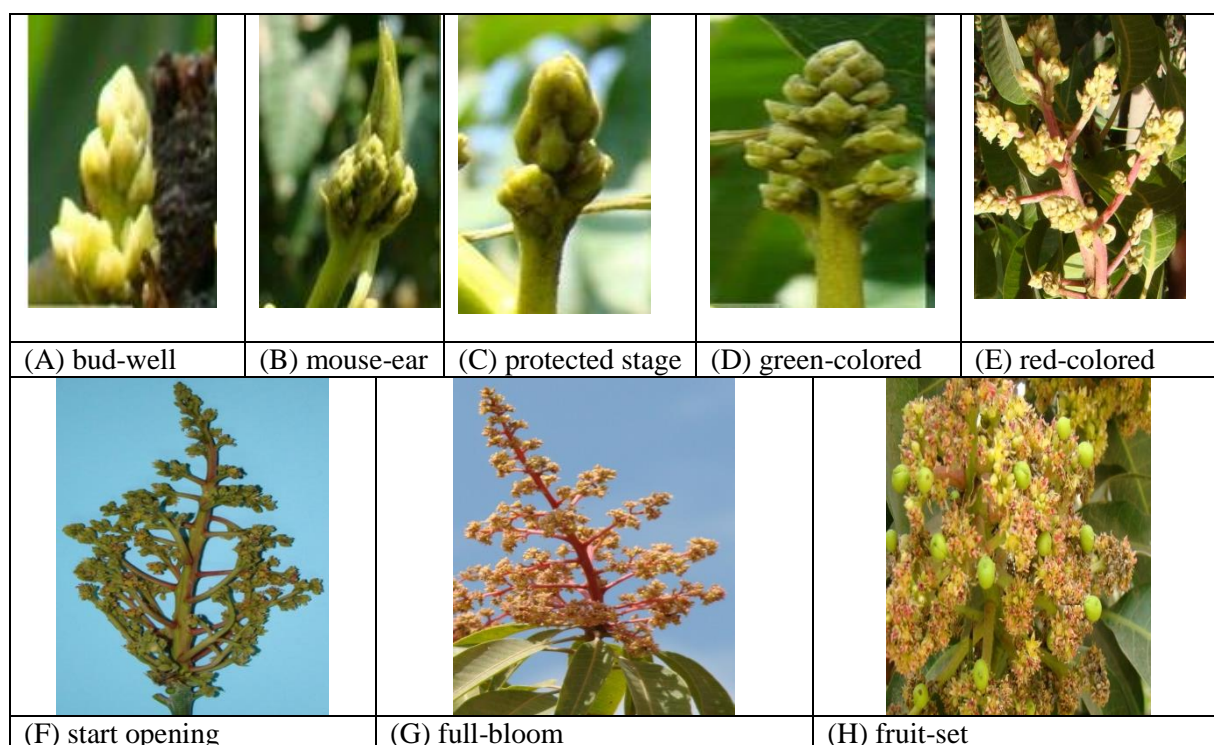 (A) bud-well
(B) mouse-ear
(C) protected stage
(D) green-colored
(E) red-colored
(F) start opening
(G) full-bloom
(H) fruit-set